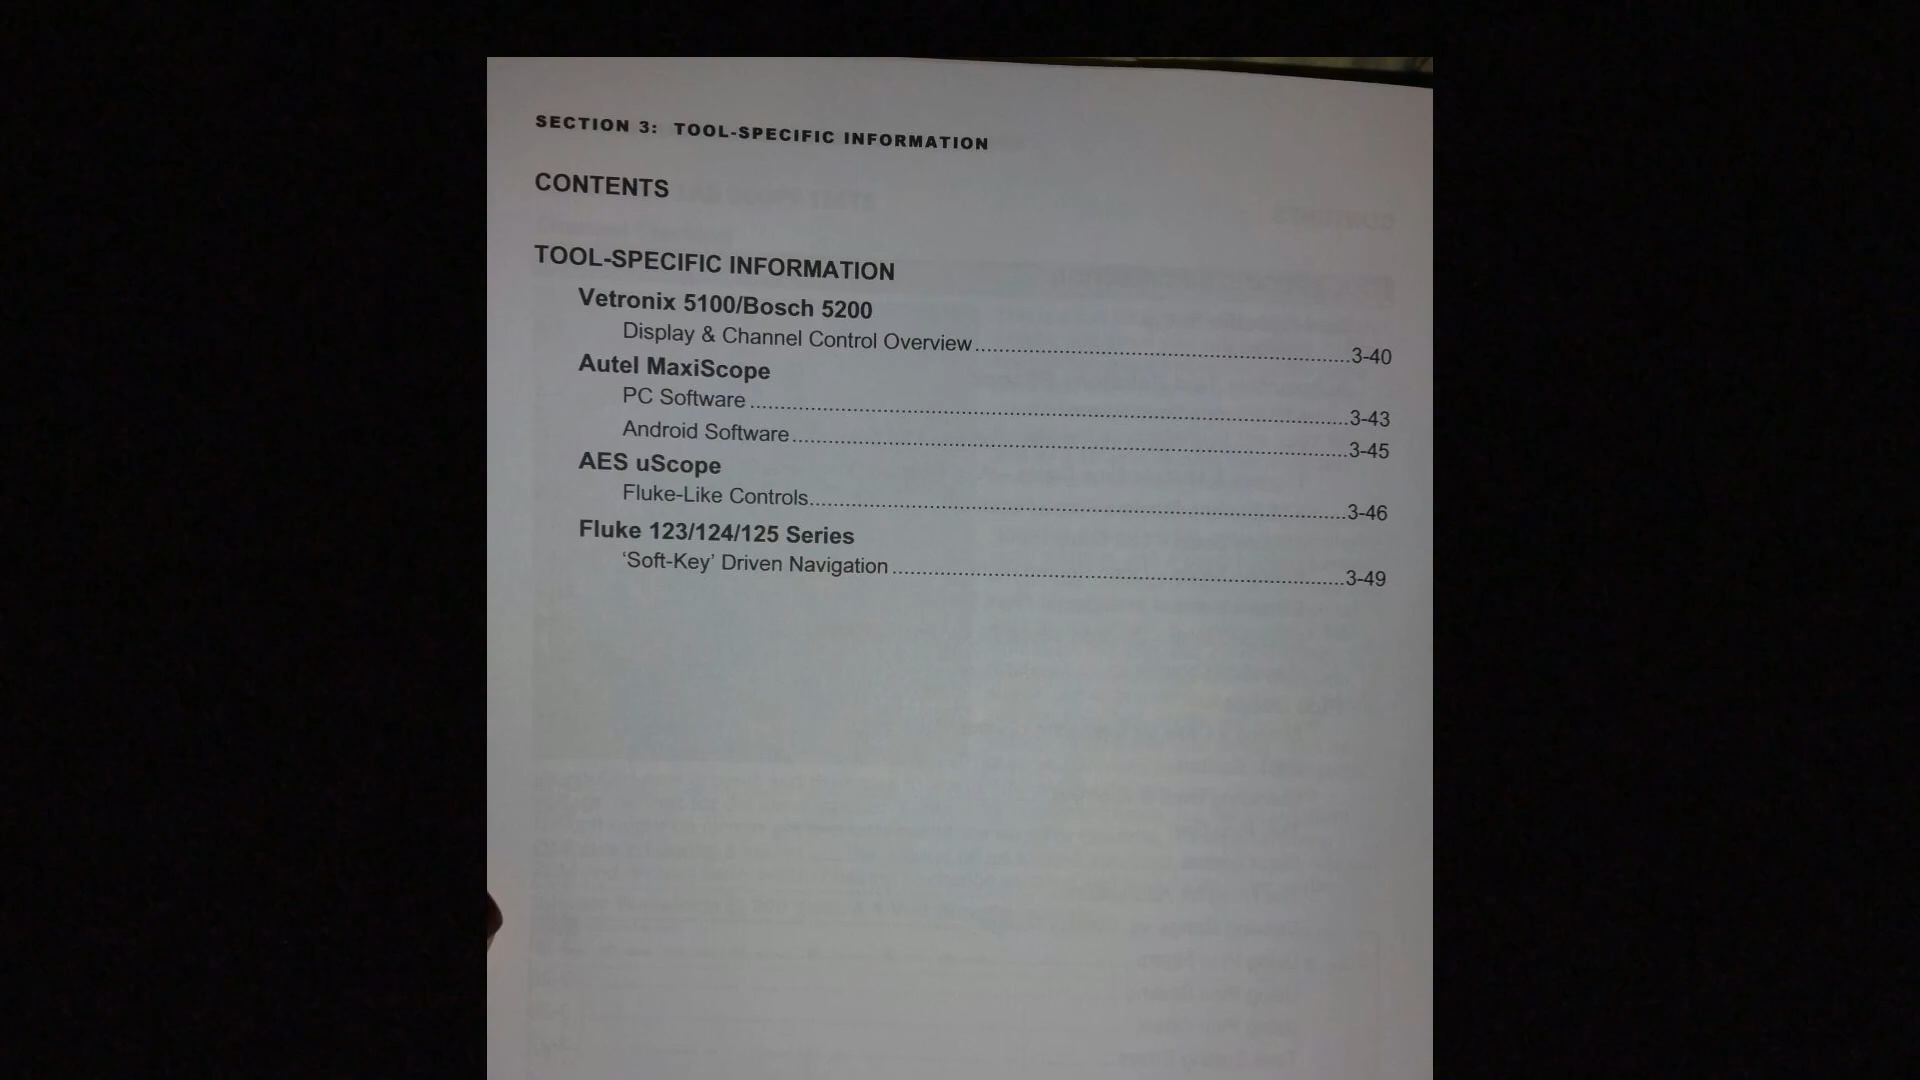 SECTION 3: TOOL-SPECIFIC INFORMATION
CONTENTS
TOOL-SPECIFIC INFORMATION
Vetronix 5100/Bosch 5200
Display & Channel Control Overview ... 3-40
Autel MaxiScope
PC Software ... 3-43
Android Software ... 3-45
AES uScope
Fluke-Like Controls ... 3-46
Fluke 123/124/125 Series
‘Soft-Key’ Driven Navigation ... 3-49